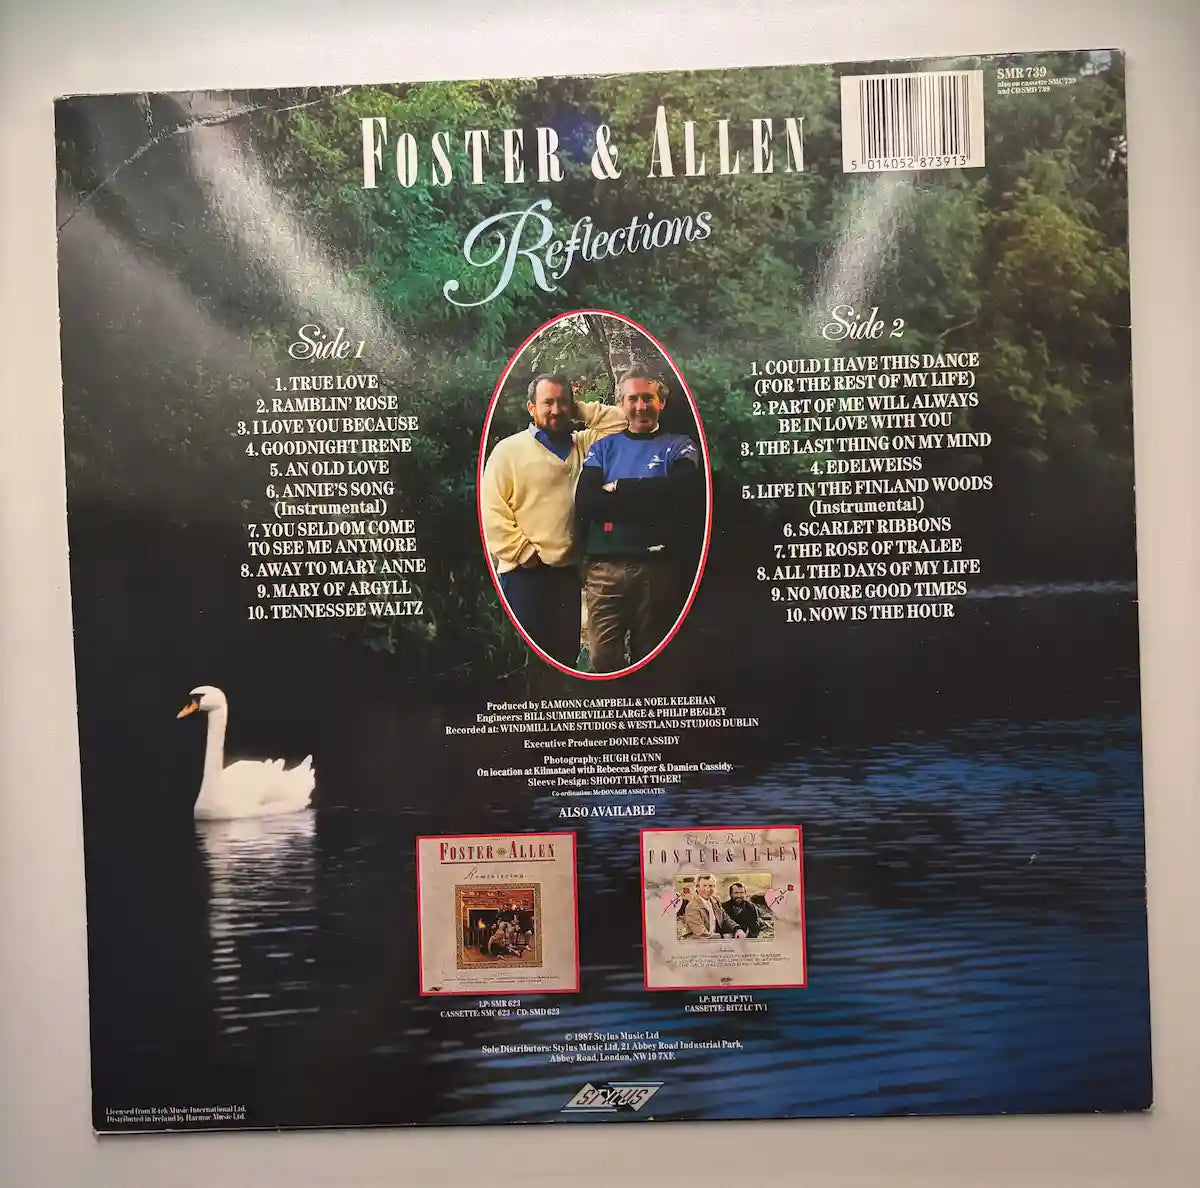 SMR 739
also on cassette SMC 739
and CD SMD 739
5 014052 873913
FOSTER & ALLEN
Reflections
Side 1
1. TRUE LOVE
2. RAMBLIN' ROSE
3. I LOVE YOU BECAUSE
4. GOODNIGHT IRENE
5. AN OLD LOVE
6. ANNIE'S SONG
(Instrumental)
7. YOU SELDOM COME
TO SEE ME ANYMORE
8. AWAY TO MARY ANNE
9. MARY OF ARGYLL
10. TENNESSEE WALTZ
Side 2
1. COULD I HAVE THIS DANCE
(FOR THE REST OF MY LIFE)
2. PART OF ME WILL ALWAYS
BE IN LOVE WITH YOU
3. THE LAST THING ON MY MIND
4. EDELWEISS
5. LIFE IN THE FINLAND WOODS
(Instrumental)
6. SCARLET RIBBONS
7. THE ROSE OF TRALEE
8. ALL THE DAYS OF MY LIFE
9. NO MORE GOOD TIMES
10. NOW IS THE HOUR
Produced by EAMONN CAMPBELL & NOEL KELEHAN
Engineers: BILL SUMMERVILLE LARGE & PHILIP BEGLEY
Recorded at: WINDMILL LANE STUDIOS & WESTLAND STUDIOS DUBLIN
Executive Producer DONIE CASSIDY
Photography: HUGH GLYNN
On location at Kilmataed with Rebecca Sloper & Damien Cassidy.
Sleeve Design: SHOOT THAT TIGER!
Co-ordination: McDONAGH ASSOCIATES
ALSO AVAILABLE
FOSTER AND ALLEN
Reminiscing...
LP: SMR 623
CASSETTE: SMC 623 · CD: SMD 623
The Very Best Of
FOSTER & ALLEN
LP: RITZ LP TV1
CASSETTE: RITZ LC TV1
© 1987 Stylus Music Ltd
Sole Distributors: Stylus Music Ltd, 21 Abbey Road Industrial Park,
Abbey Road, London, NW10 7XF.
STYLUS
Licensed from R-tek Music International Ltd.
Distributed in Ireland by Harmac Music Ltd.